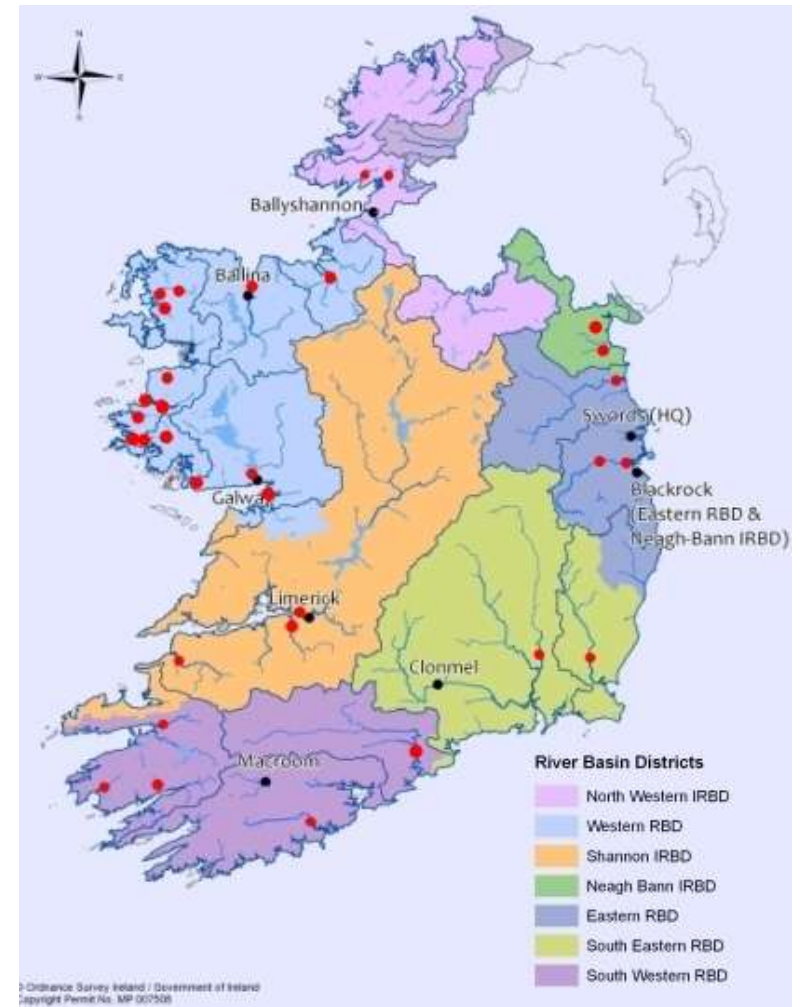 N
W
E
S
Ballyshannon
Ballina
Swords (HQ)
Galwa
Blackrock
(Eastern RBD &
Neagh-Bann IRBD)
Limerick
Clonmel
Macroom
River Basin Districts
North Western IRBD
Western RBD
Shannon IRBD
Neagh Bann IRBD
Eastern RBD
South Eastern RBD
South Western RBD
Ordnance Survey Ireland / Government of Ireland
Copyright Permit No. MP 007508